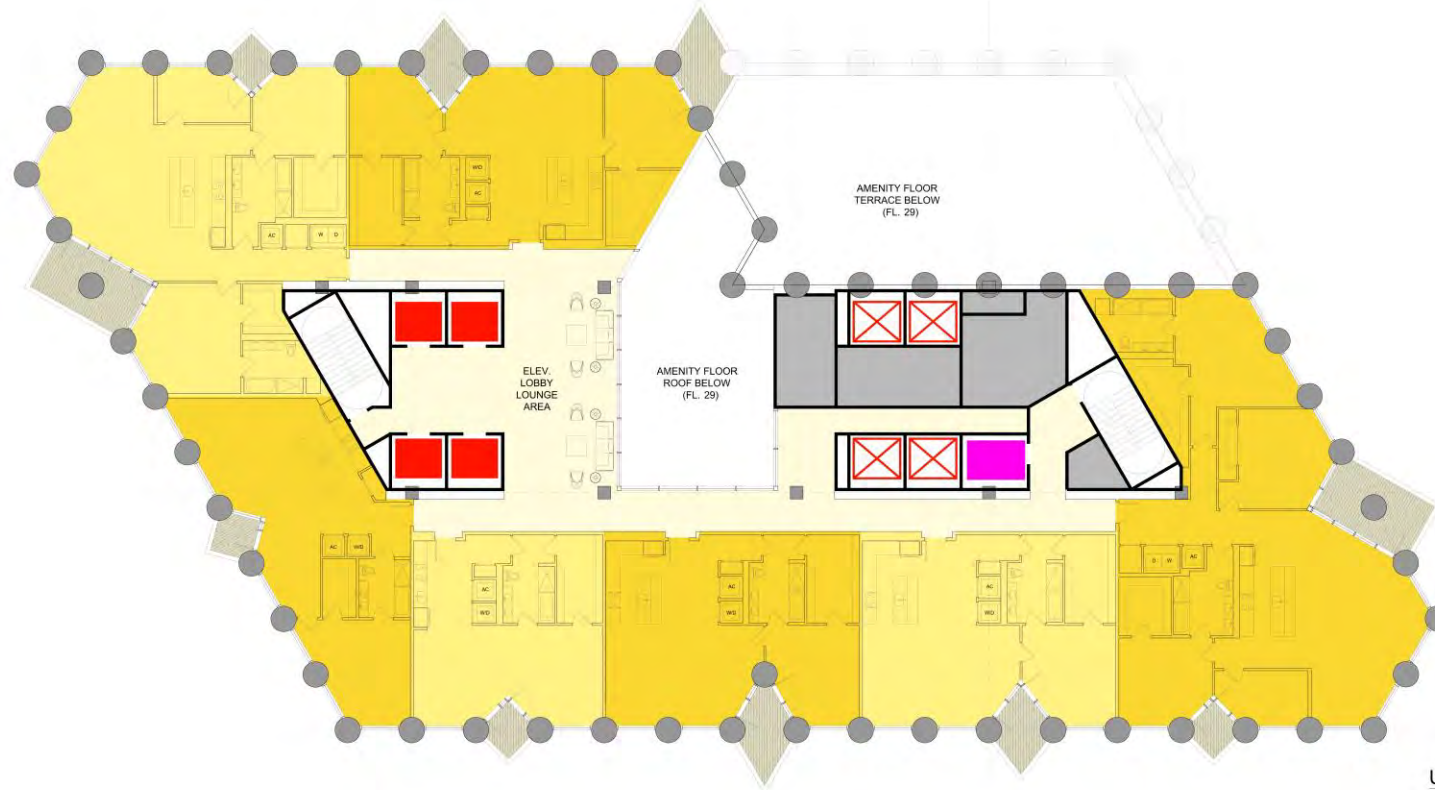 W/D
AC
AMENITY FLOOR
TERRACE BELOW
(FL. 29)
AC
W D
ELEV.
LOBBY
LOUNGE
AREA
AMENITY FLOOR
ROOF BELOW
(FL. 29)
AC W/D
AC
W/D
AC
W/D
AC
W/D
D W AC
U